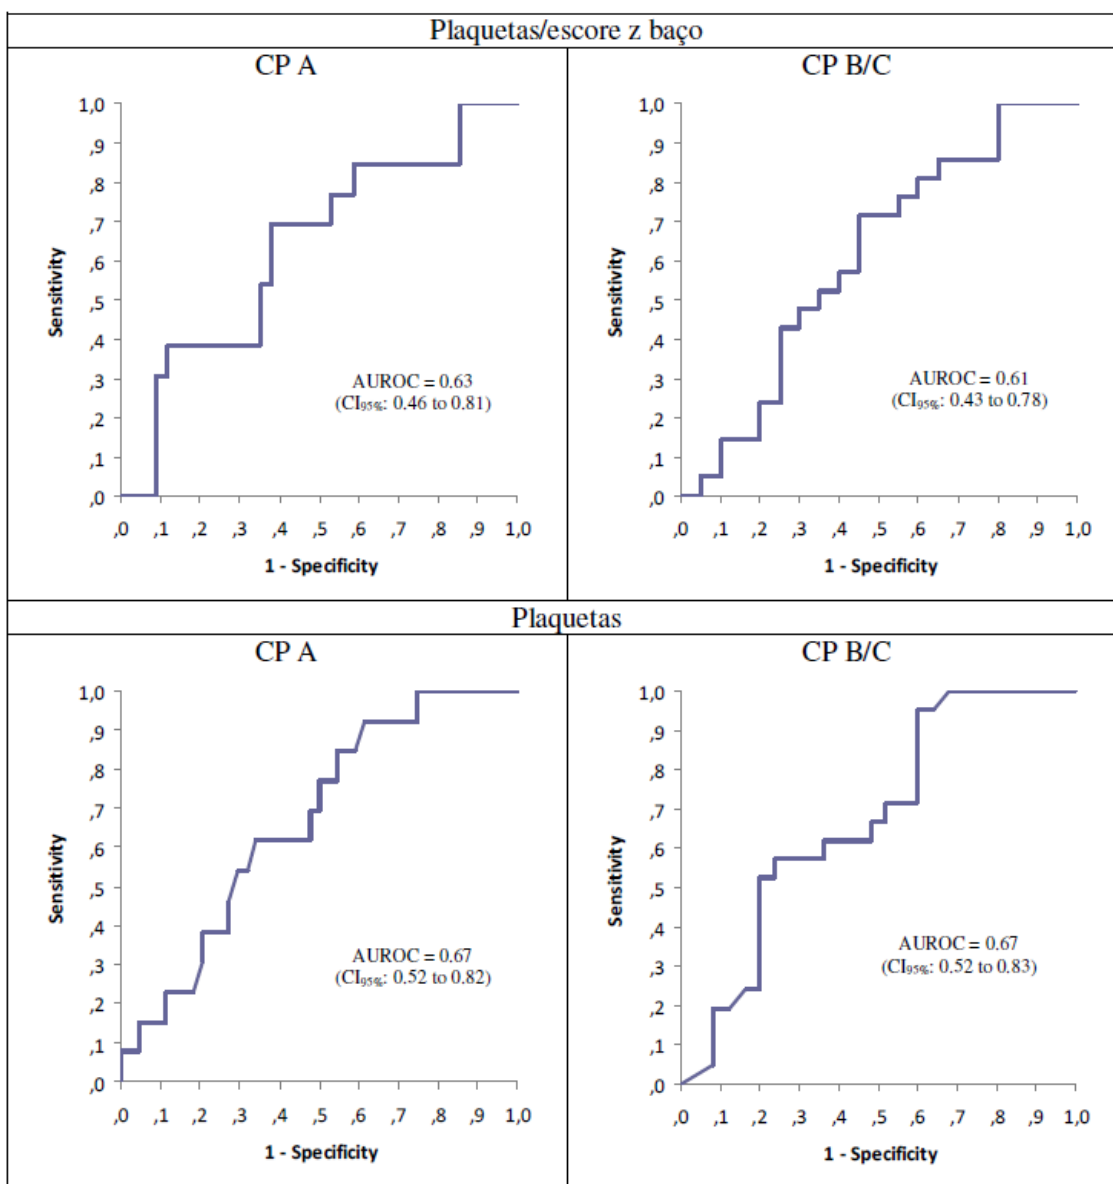 Plaquetas/escore z baço
CP A
CP B/C
1,0
,9
,8
,7
,6
,5
,4
,3
,2
,1
,0
Sensitivity
AUROC = 0.63
(CI95%: 0.46 to 0.81)
,0 ,1 ,2 ,3 ,4 ,5 ,6 ,7 ,8 ,9 1,0
1 - Specificity
1,0
,9
,8
,7
,6
,5
,4
,3
,2
,1
,0
Sensitivity
AUROC = 0.61
(CI95%: 0.43 to 0.78)
,0 ,1 ,2 ,3 ,4 ,5 ,6 ,7 ,8 ,9 1,0
1 - Specificity
Plaquetas
CP A
CP B/C
1,0
,9
,8
,7
,6
,5
,4
,3
,2
,1
,0
Sensitivity
AUROC = 0.67
(CI95%: 0.52 to 0.82)
,0 ,1 ,2 ,3 ,4 ,5 ,6 ,7 ,8 ,9 1,0
1 - Specificity
1,0
,9
,8
,7
,6
,5
,4
,3
,2
,1
,0
Sensitivity
AUROC = 0.67
(CI95%: 0.52 to 0.83)
,0 ,1 ,2 ,3 ,4 ,5 ,6 ,7 ,8 ,9 1,0
1 - Specificity